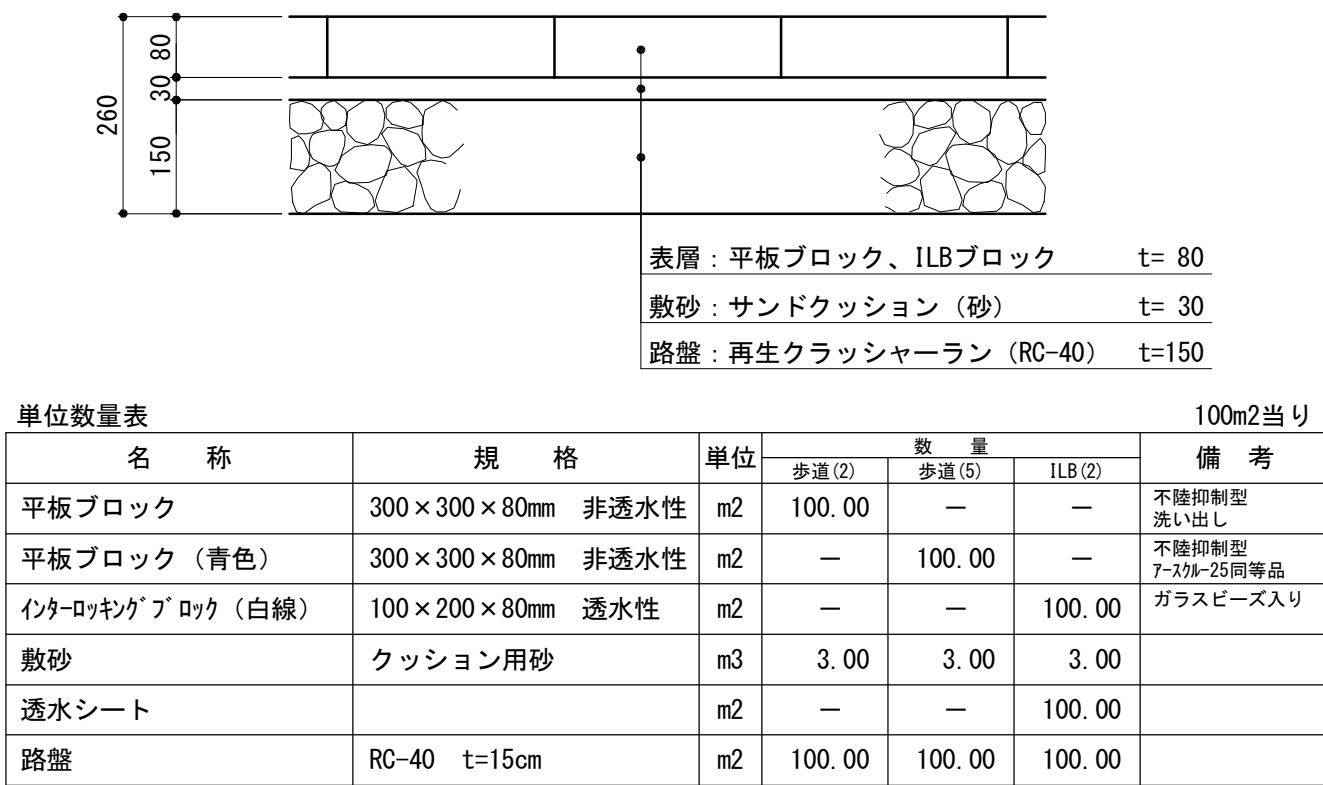 80
30
260
150
表層：平板ブロック、ILBブロック t= 80
敷砂：サンドクッション（砂） t= 30
路盤：再生クラッシャーラン（RC-40） t=150
単位数量表 100m2当り
名 称 規 格 単位 数 量 備 考
歩道(2) 歩道(5) ILB(2)
平板ブロック 300×300×80mm 非透水性 m2 100.00 － － 不陸抑制型
洗い出し
平板ブロック（青色） 300×300×80mm 非透水性 m2 － 100.00 － 不陸抑制型
ｱｰｽｸﾙｰ25同等品
ｲﾝﾀｰﾛｯｷﾝｸﾞﾌﾞﾛｯｸ（白線） 100×200×80mm 透水性 m2 － － 100.00 ガラスビーズ入り
敷砂 クッション用砂 m3 3.00 3.00 3.00
透水シート m2 － － 100.00
路盤 RC-40 t=15cm m2 100.00 100.00 100.00